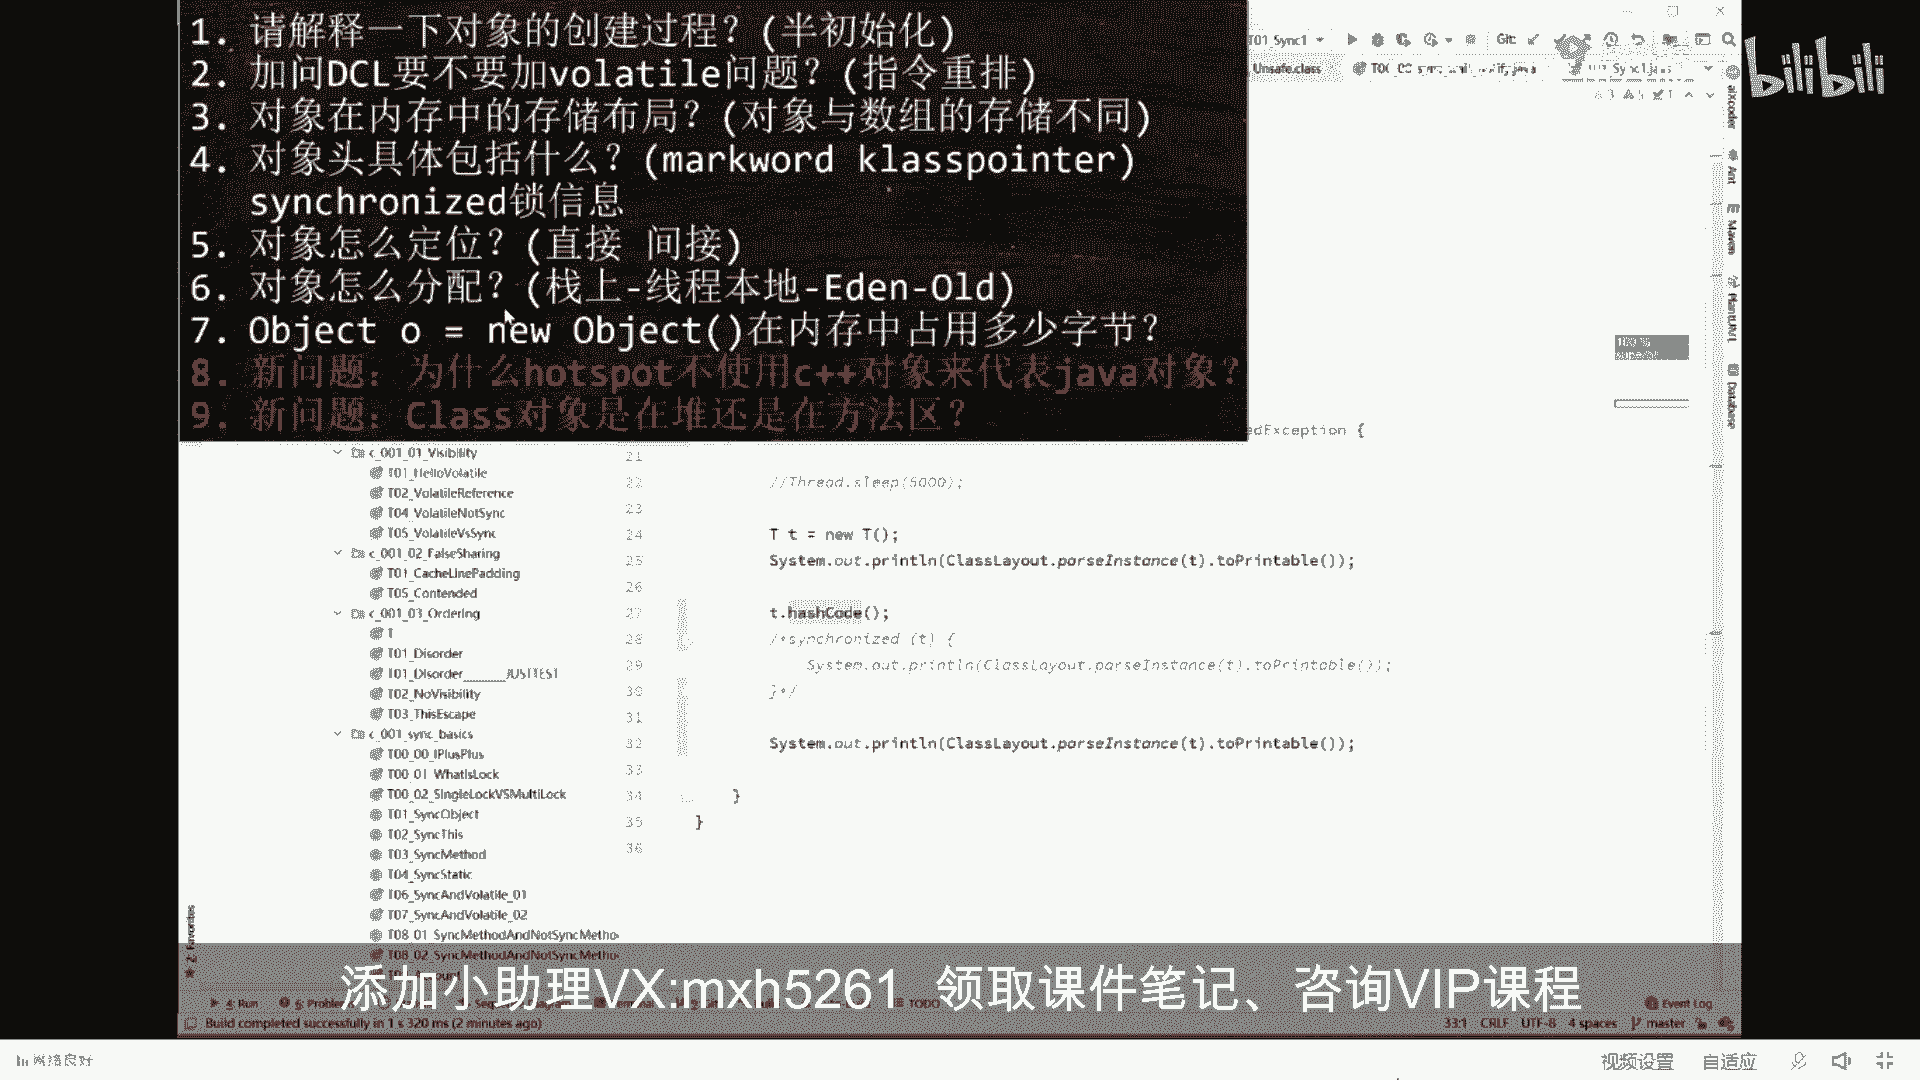 1. 请解释一下对象的创建过程？(半初始化)
2. 加问DCL要不要加volatile问题？(指令重排)
3. 对象在内存中的存储布局？(对象与数组的存储不同)
4. 对象头具体包括什么？(markword klasspointer)
synchronized锁信息
5. 对象怎么定位？(直接 间接)
6. 对象怎么分配？(栈上-线程本地-Eden-Old)
7. Object o = new Object()在内存中占用多少字节？
8. 新问题：为什么hotspot不使用c++对象来代表java对象？
9. 新问题：Class对象是在堆还是在方法区？
T01 Sync1
Git:
Unsafe.class
bilibili
aixcoder
Ant
Maven
PlantUML
Database
edException {
c_001_01_Visibility
T01_HelloVolatile
T02_VolatileReference
T04_VolatileNotSync
T05_VolatileVsSync
c_001_02_FalseSharing
T01_CacheLinePadding
T05_Contended
c_001_03_Ordering
T
T01_Disorder
T01_Disorder_______JUSTTEST
T02_NoVisibility
T03_ThisEscape
c_001_sync_basics
T00_00_IPlusPlus
T00_01_WhatIsLock
T00_02_SingleLockVSMultiLock
T01_SyncObject
T02_SyncThis
T03_SyncMethod
T04_SyncStatic
T06_SyncAndVolatile_01
T07_SyncAndVolatile_02
T08_01_SyncMethodAndNotSyncMetho
T08_02_SyncMethodAndNotSyncMetho
21
22 //Thread.sleep(5000);
23
24 T t = new T();
25 System.out.println(ClassLayout.parseInstance(t).toPrintable());
26
27 t.hashCode();
28 /*synchronized (t) {
29 System.out.println(ClassLayout.parseInstance(t).toPrintable());
30 }*/
31
32 System.out.println(ClassLayout.parseInstance(t).toPrintable());
33
34 }
35 }
36
2: Favorites
添加小助理VX:mxh5261 领取课件笔记、咨询VIP课程
4: Run
TODO
Event Log
Build completed successfully in 1 s 320 ms (2 minutes ago)
33:1 CRLF UTF-8 4 spaces master
网络良好
视频设置 自适应